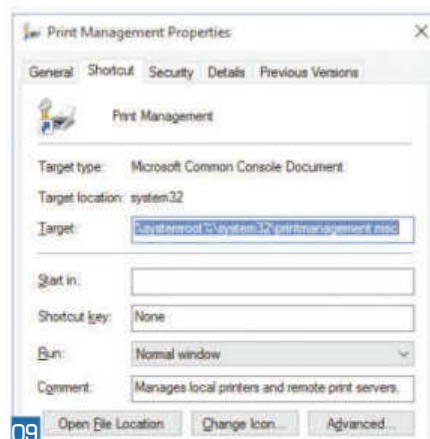 Print Management Properties
General Shortcut Security Details Previous Versions
Print Management
Target type: Microsoft Common Console Document
Target location: system32
Target: %systemroot%\system32\printmanagement.msc
Start in:
Shortcut key: None
Run: Normal window
Comment: Manages local printers and remote print servers.
Open File Location Change Icon... Advanced...
09